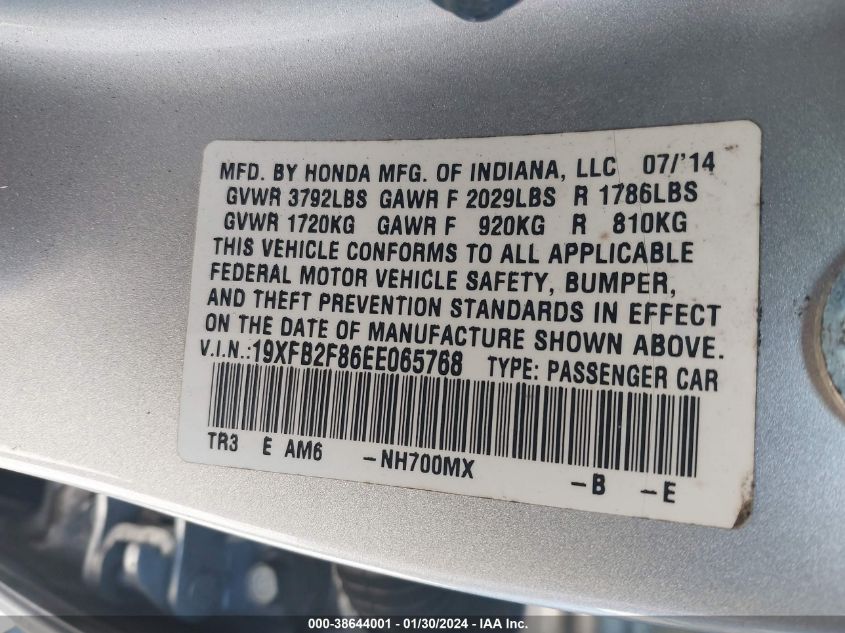 MFD. BY HONDA MFG. OF INDIANA, LLC 07/'14
GVWR 3792LBS GAWR F 2029LBS R 1786LBS
GVWR 1720KG GAWR F 920KG R 810KG
THIS VEHICLE CONFORMS TO ALL APPLICABLE
FEDERAL MOTOR VEHICLE SAFETY, BUMPER,
AND THEFT PREVENTION STANDARDS IN EFFECT
ON THE DATE OF MANUFACTURE SHOWN ABOVE.
V.I.N.:19XFB2F86EE065768 TYPE: PASSENGER CAR
TR3 E AM6 -NH700MX -B -E
000-38644001 - 01/30/2024 - IAA Inc.